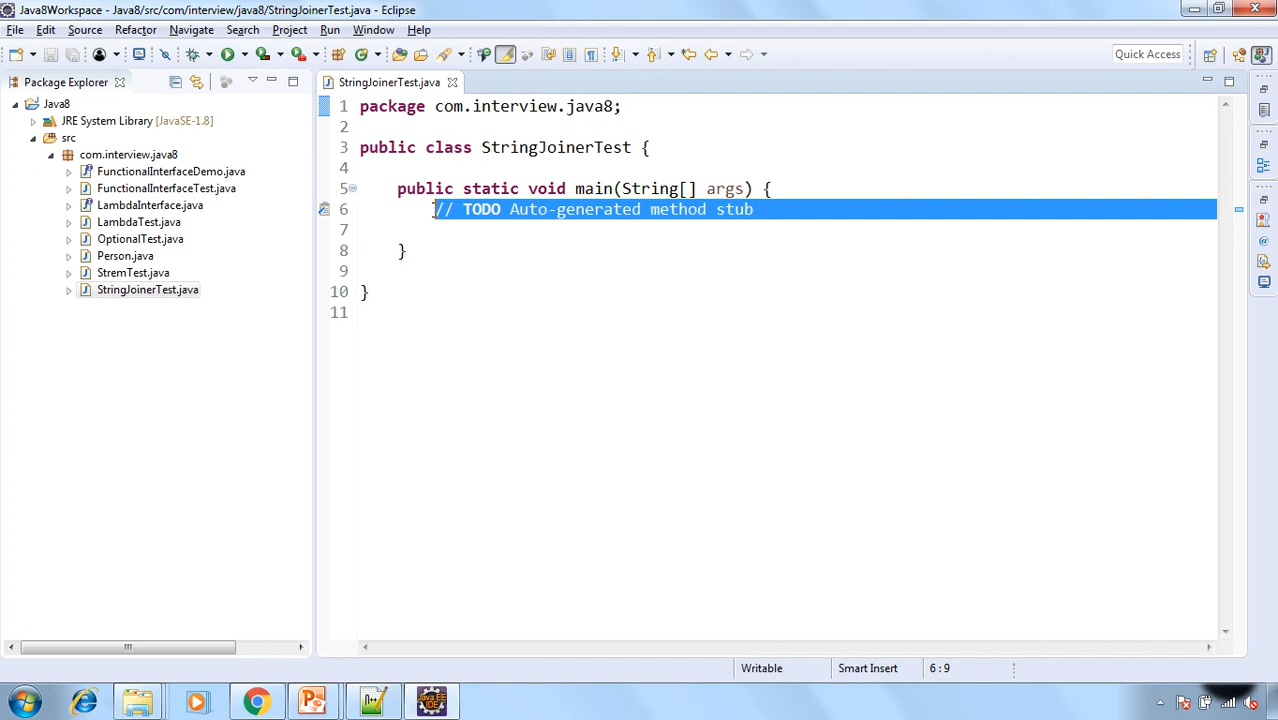 Java8Workspace - Java8/src/com/interview/java8/StringJoinerTest.java - Eclipse
File Edit Source Refactor Navigate Search Project Run Window Help
Quick Access
Package Explorer
StringJoinerTest.java
Java8
JRE System Library [JavaSE-1.8]
src
com.interview.java8
FunctionalInterfaceDemo.java
FunctionalInterfaceTest.java
LambdaInterface.java
LambdaTest.java
OptionalTest.java
Person.java
StremTest.java
StringJoinerTest.java
1 package com.interview.java8;
2
3 public class StringJoinerTest {
4
5 public static void main(String[] args) {
6 // TODO Auto-generated method stub
7
8 }
9
10 }
11
Writable Smart Insert 6 : 9
Java EE IDE